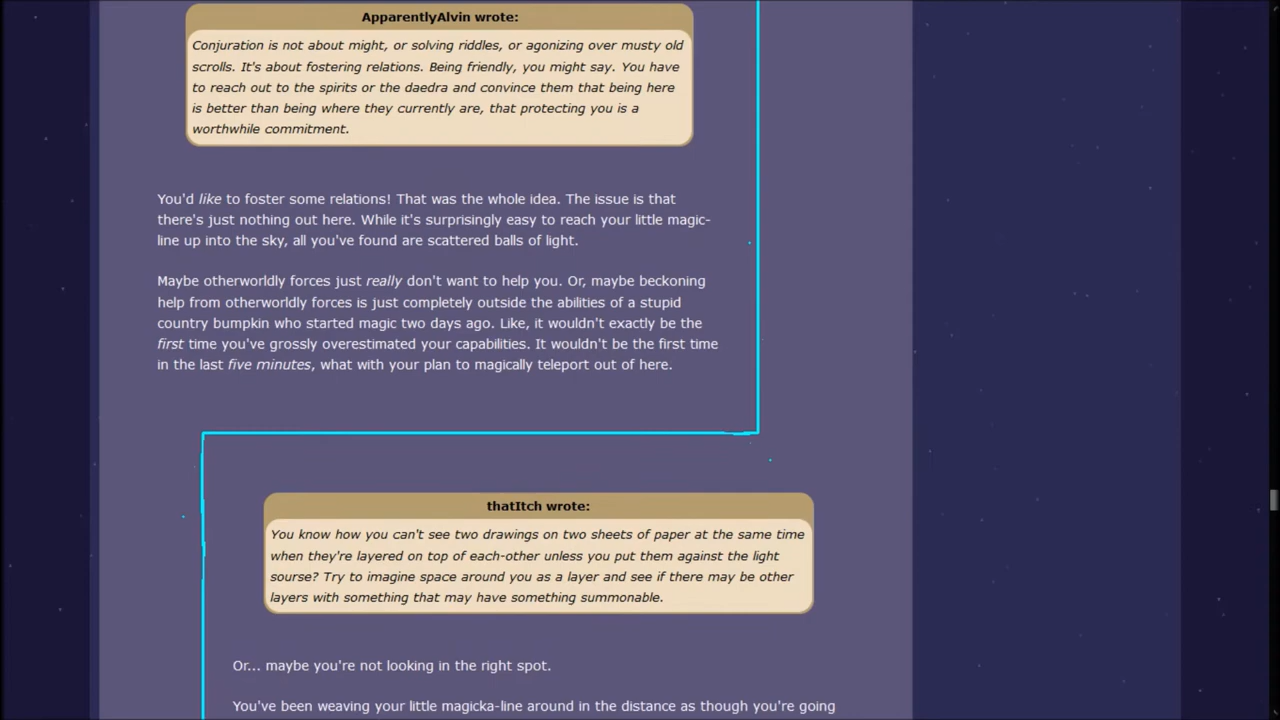 ApparentlyAlvin wrote:
Conjuration is not about might, or solving riddles, or agonizing over musty old
scrolls. It's about fostering relations. Being friendly, you might say. You have
to reach out to the spirits or the daedra and convince them that being here
is better than being where they currently are, that protecting you is a
worthwhile commitment.
You'd like to foster some relations! That was the whole idea. The issue is that
there's just nothing out here. While it's surprisingly easy to reach your little magic-
line up into the sky, all you've found are scattered balls of light.
Maybe otherworldly forces just really don't want to help you. Or, maybe beckoning
help from otherworldly forces is just completely outside the abilities of a stupid
country bumpkin who started magic two days ago. Like, it wouldn't exactly be the
first time you've grossly overestimated your capabilities. It wouldn't be the first time
in the last five minutes, what with your plan to magically teleport out of here.
thatItch wrote:
You know how you can't see two drawings on two sheets of paper at the same time
when they're layered on top of each-other unless you put them against the light
sourse? Try to imagine space around you as a layer and see if there may be other
layers with something that may have something summonable.
Or... maybe you're not looking in the right spot.
You've been weaving your little magicka-line around in the distance as though you're going